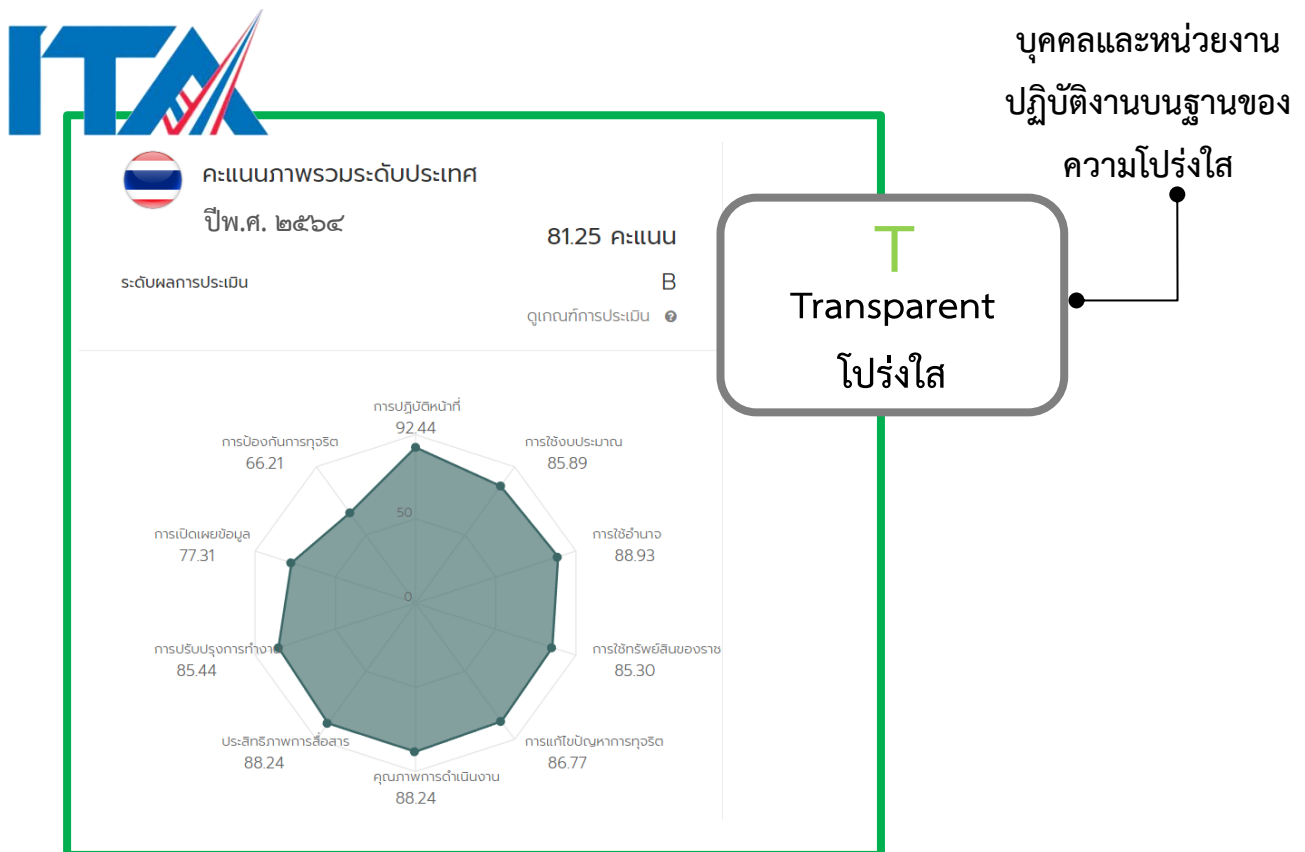 ITA
บุคคลและหน่วยงาน
ปฏิบัติงานบนฐานของ
ความโปร่งใส
คะแนนภาพรวมระดับประเทศ
ปีพ.ศ. ๒๕๖๔
81.25 คะแนน
ระดับผลการประเมิน
B
ดูเกณฑ์การประเมิน ?
T
Transparent
โปร่งใส
การปฏิบัติหน้าที่
92.44
การป้องกันการทุจริต
66.21
การใช้งบประมาณ
85.89
การเปิดเผยข้อมูล
77.31
50
การใช้อำนาจ
88.93
0
การปรับปรุงการทำงาน
85.44
การใช้ทรัพย์สินของราช
85.30
ประสิทธิภาพการสื่อสาร
88.24
การแก้ไขปัญหาการทุจริต
86.77
คุณภาพการดำเนินงาน
88.24